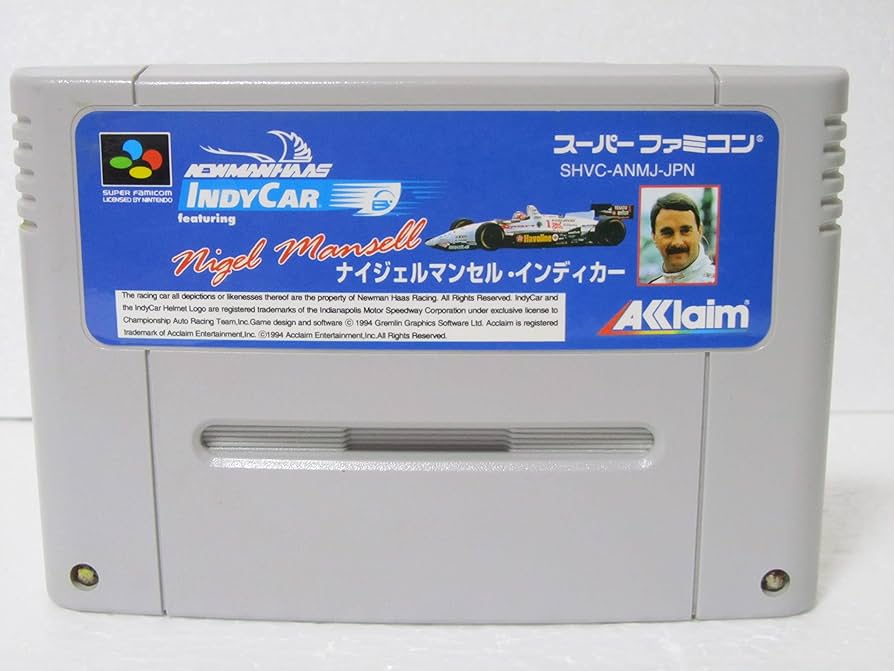 SUPER FAMICOM
LICENSED BY NINTENDO
NEWMAN HAAS
INDYCAR
featuring
Nigel Mansell
ナイジェルマンセル・インディカー
スーパーファミコン®
SHVC-ANMJ-JPN
Havoline
The racing car all depictions or likenesses thereof are the property of Newman Haas Racing. All Rights Reserved. IndyCar and
the IndyCar Helmet Logo are registered trademarks of the Indianapolis Motor Speedway Corporation under exclusive license to
Championship Auto Racing Team,Inc.Game design and software ©1994 Gremlin Graphics Software Ltd. Acclaim is registered
trademark of Acclaim Entertainment,Inc. ©1994 Acclaim Entertainment,Inc.All Rights Reserved.
AKKlaim